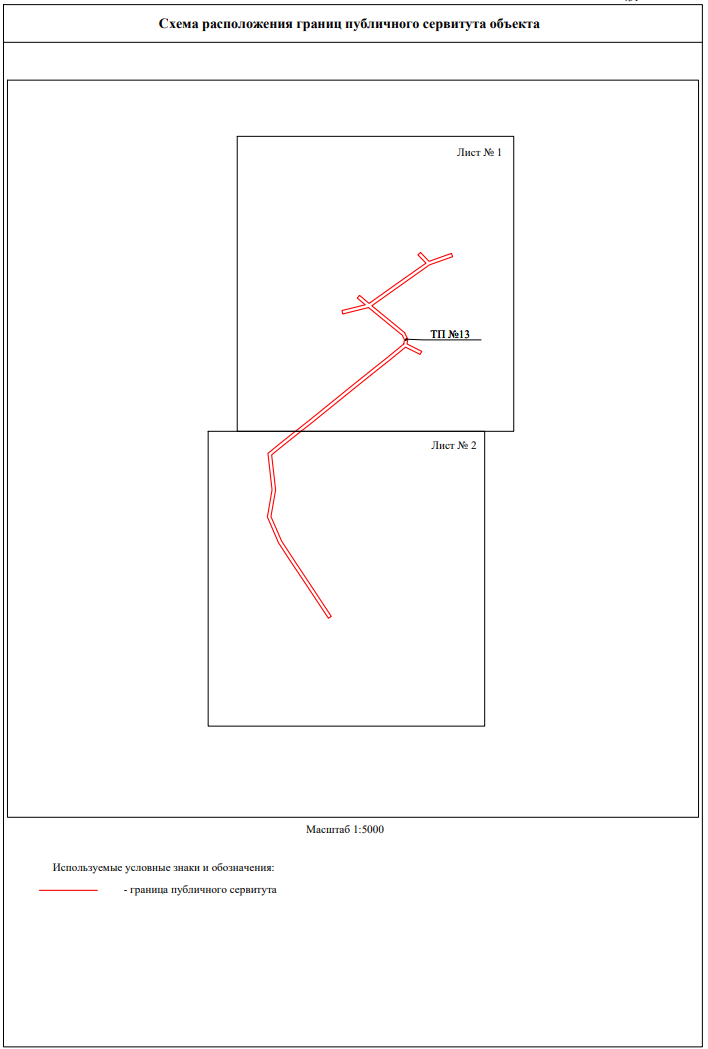 Схема расположения границ публичного сервитута объекта
Лист № 1
ТП №13
Лист № 2
Масштаб 1:5000
Используемые условные знаки и обозначения:
- граница публичного сервитута